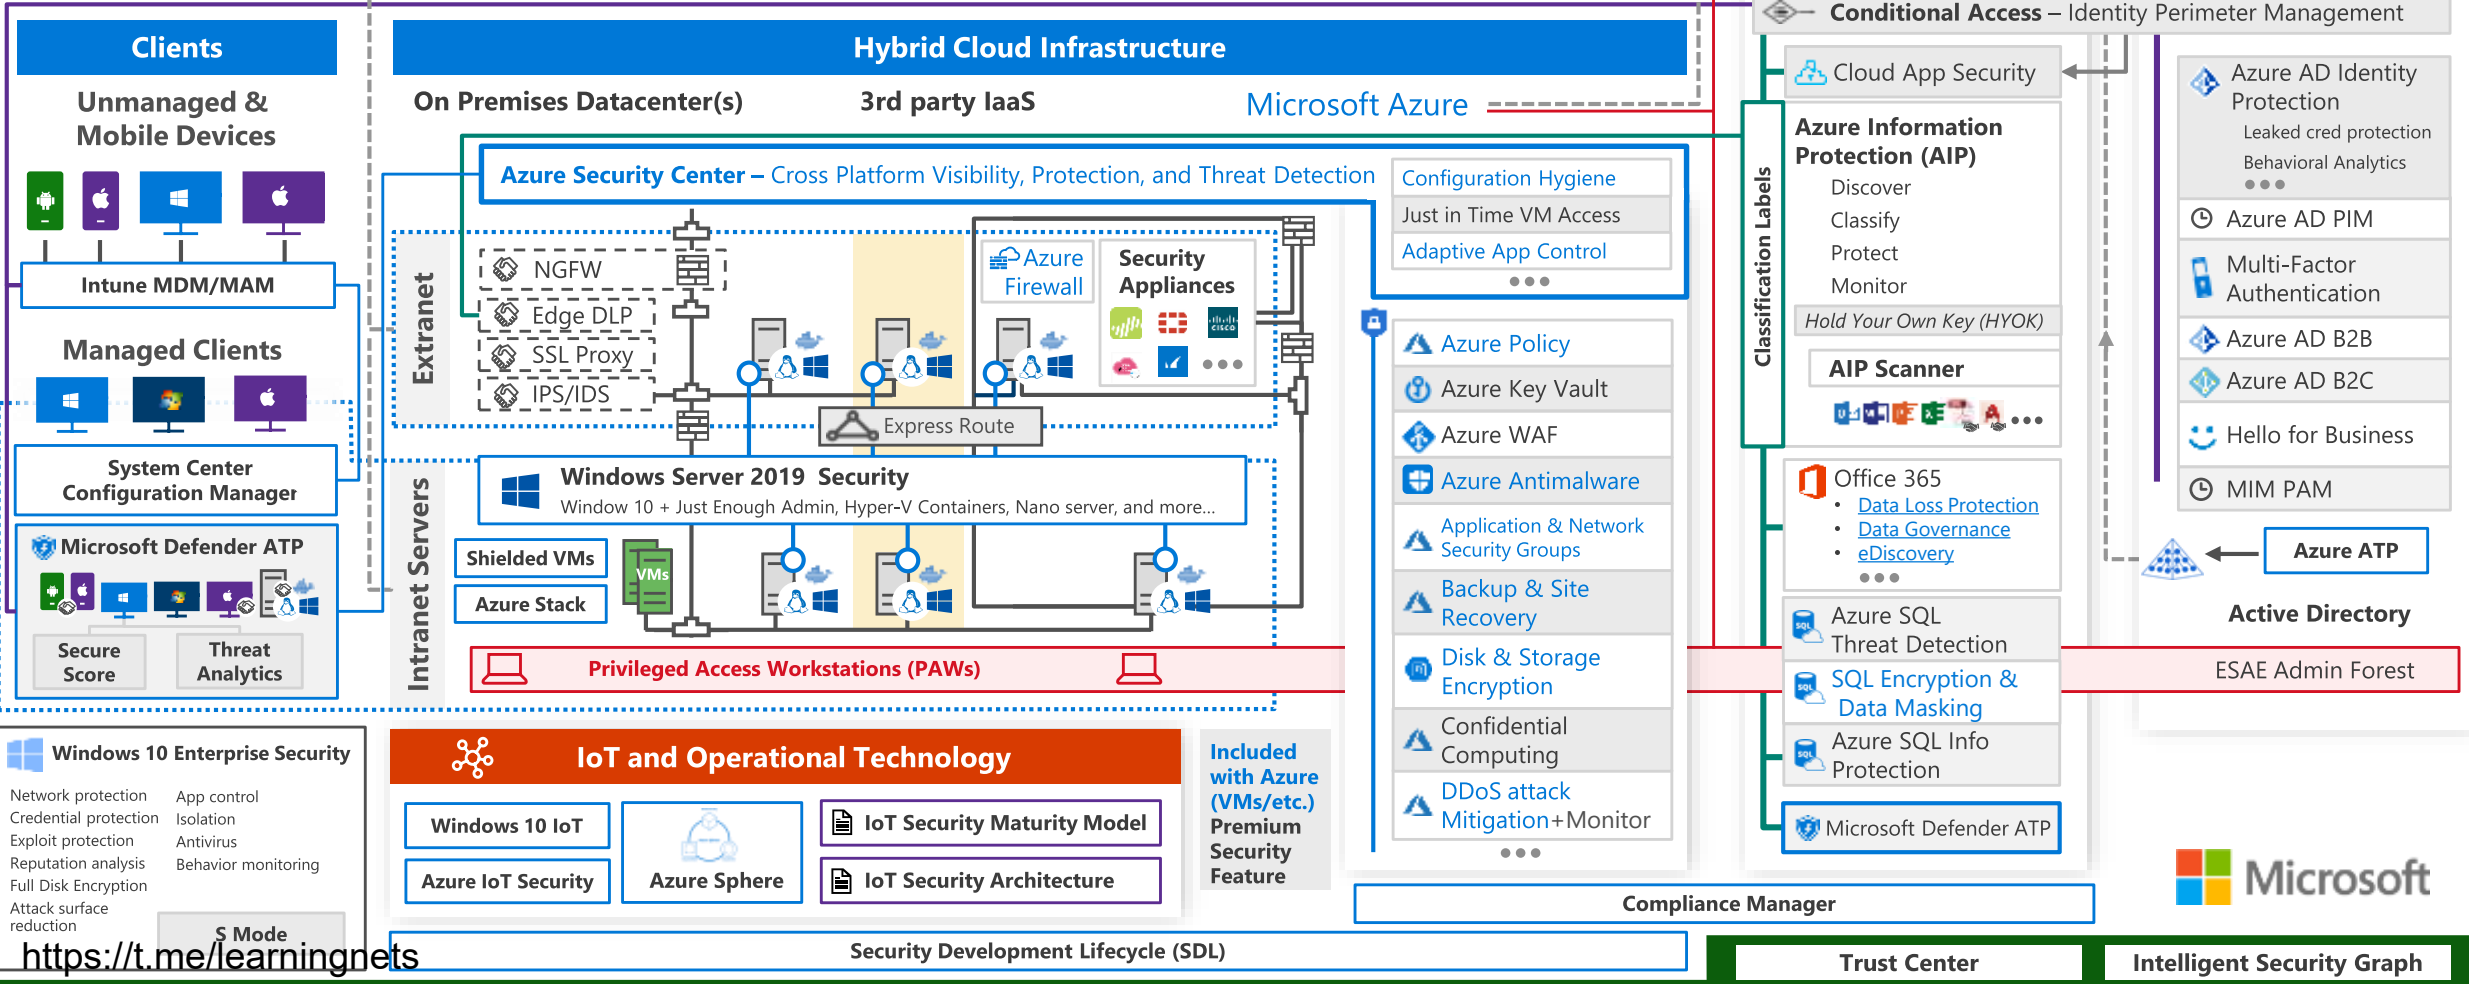 Clients
Unmanaged &
Mobile Devices
Intune MDM/MAM
Managed Clients
System Center
Configuration Manager
Microsoft Defender ATP
Secure
Score
Threat
Analytics
Windows 10 Enterprise Security
Network protection
Credential protection
Exploit protection
Reputation analysis
Full Disk Encryption
Attack surface
reduction
App control
Isolation
Antivirus
Behavior monitoring
S Mode
https://t.me/learningnets
Hybrid Cloud Infrastructure
On Premises Datacenter(s)
3rd party IaaS
Microsoft Azure
Azure Security Center – Cross Platform Visibility, Protection, and Threat Detection
Configuration Hygiene
Just in Time VM Access
Adaptive App Control
Extranet
NGFW
Edge DLP
SSL Proxy
IPS/IDS
Azure
Firewall
Security
Appliances
CISCO
Express Route
Intranet Servers
Windows Server 2019 Security
Window 10 + Just Enough Admin, Hyper-V Containers, Nano server, and more...
Shielded VMs
Azure Stack
VMs
Privileged Access Workstations (PAWs)
IoT and Operational Technology
Windows 10 IoT
Azure IoT Security
Azure Sphere
IoT Security Maturity Model
IoT Security Architecture
Included
with Azure
(VMs/etc.)
Premium
Security
Feature
Azure Policy
Azure Key Vault
Azure WAF
Azure Antimalware
Application & Network
Security Groups
Backup & Site
Recovery
Disk & Storage
Encryption
Confidential
Computing
DDoS attack
Mitigation+Monitor
Compliance Manager
Security Development Lifecycle (SDL)
Conditional Access – Identity Perimeter Management
Cloud App Security
Classification Labels
Azure Information
Protection (AIP)
Discover
Classify
Protect
Monitor
Hold Your Own Key (HYOK)
AIP Scanner
Office 365
• Data Loss Protection
• Data Governance
• eDiscovery
SQL
Azure SQL
Threat Detection
SQL
SQL Encryption &
Data Masking
SQL
Azure SQL Info
Protection
Microsoft Defender ATP
Azure AD Identity
Protection
Leaked cred protection
Behavioral Analytics
Azure AD PIM
Multi-Factor
Authentication
Azure AD B2B
Azure AD B2C
Hello for Business
MIM PAM
Azure ATP
Active Directory
ESAE Admin Forest
Microsoft
Trust Center
Intelligent Security Graph